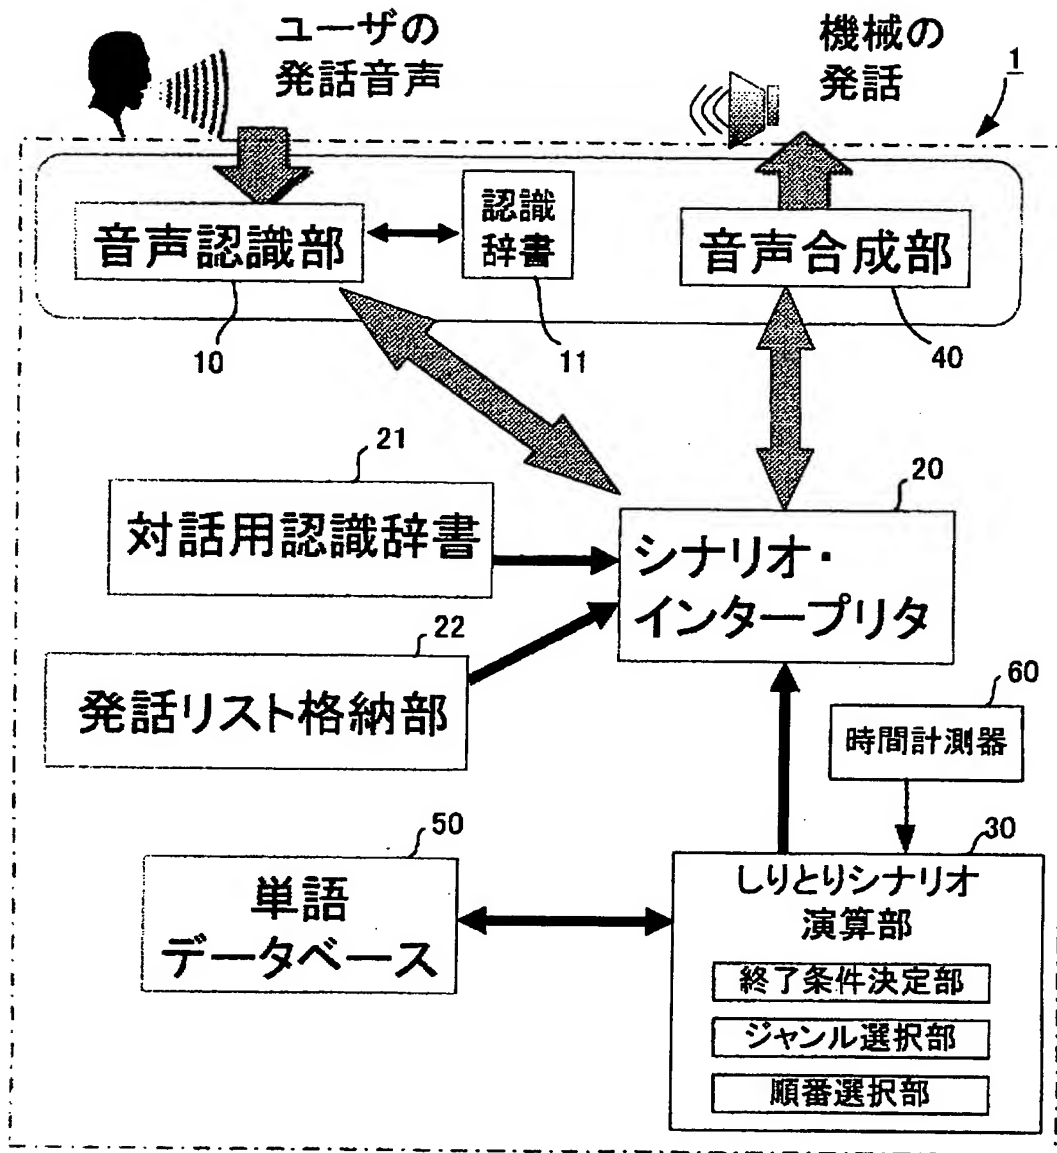 ユーザの
発話音声
機械の
発話
1
音声認識部
認識
辞書
音声合成部
10
11
40
21
対話用認識辞書
20
シナリオ・
インタープリタ
22
発話リスト格納部
60
時間計測器
50
単語
データベース
30
しりとりシナリオ
演算部
終了条件決定部
ジャンル選択部
順番選択部